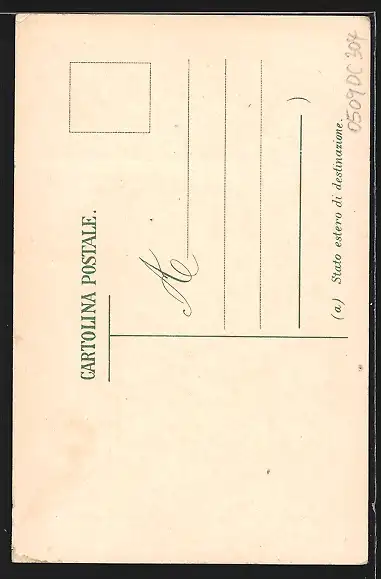 CARTOLINA POSTALE.
A
)
(a) Stato estero di destinazione.
0509DC304